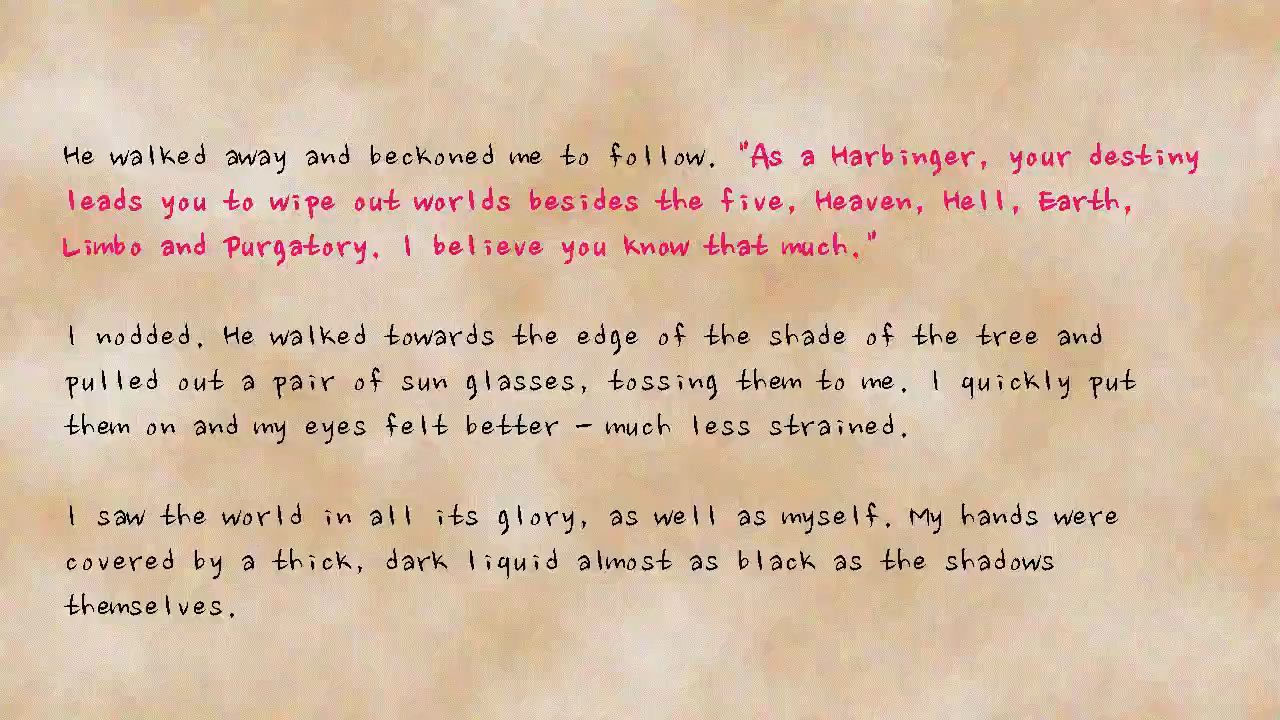 He walked away and beckoned me to follow. "As a Harbinger, your destiny
leads you to wipe out worlds besides the five, Heaven, Hell, Earth,
Limbo and Purgatory. I believe you know that much."
I nodded. He walked towards the edge of the shade of the tree and
pulled out a pair of sun glasses, tossing them to me. I quickly put
them on and my eyes felt better - much less strained.
I saw the world in all its glory, as well as myself. My hands were
covered by a thick, dark liquid almost as black as the shadows
themselves.